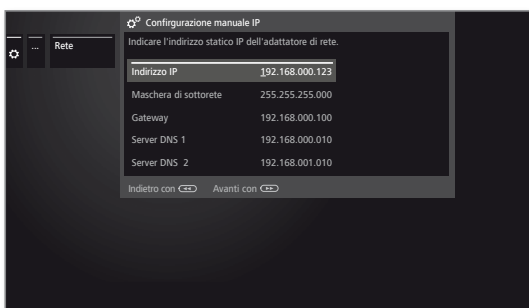 Confirgurazione manuale IP
... Rete
Indicare l'indirizzo statico IP dell'adattatore di rete.
Indirizzo IP 192.168.000.123
Maschera di sottorete 255.255.255.000
Gateway 192.168.000.100
Server DNS 1 192.168.000.010
Server DNS 2 192.168.001.010
Indietro con Avanti con